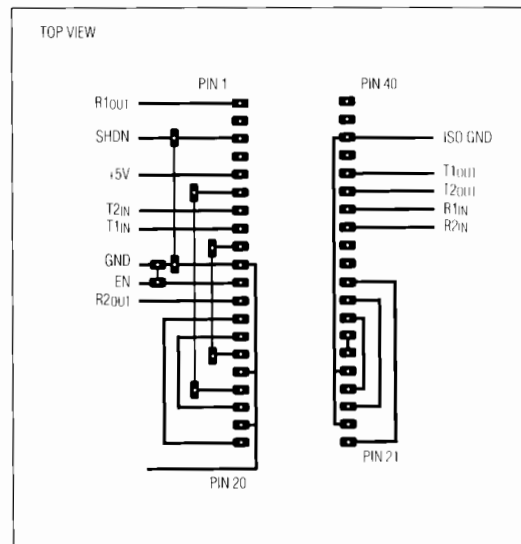 TOP VIEW
PIN 1
PIN 40
R1OUT
SHDN
+5V
T2IN
T1IN
GND
EN
R2OUT
ISO GND
T1OUT
T2OUT
R1IN
R2IN
PIN 21
PIN 20